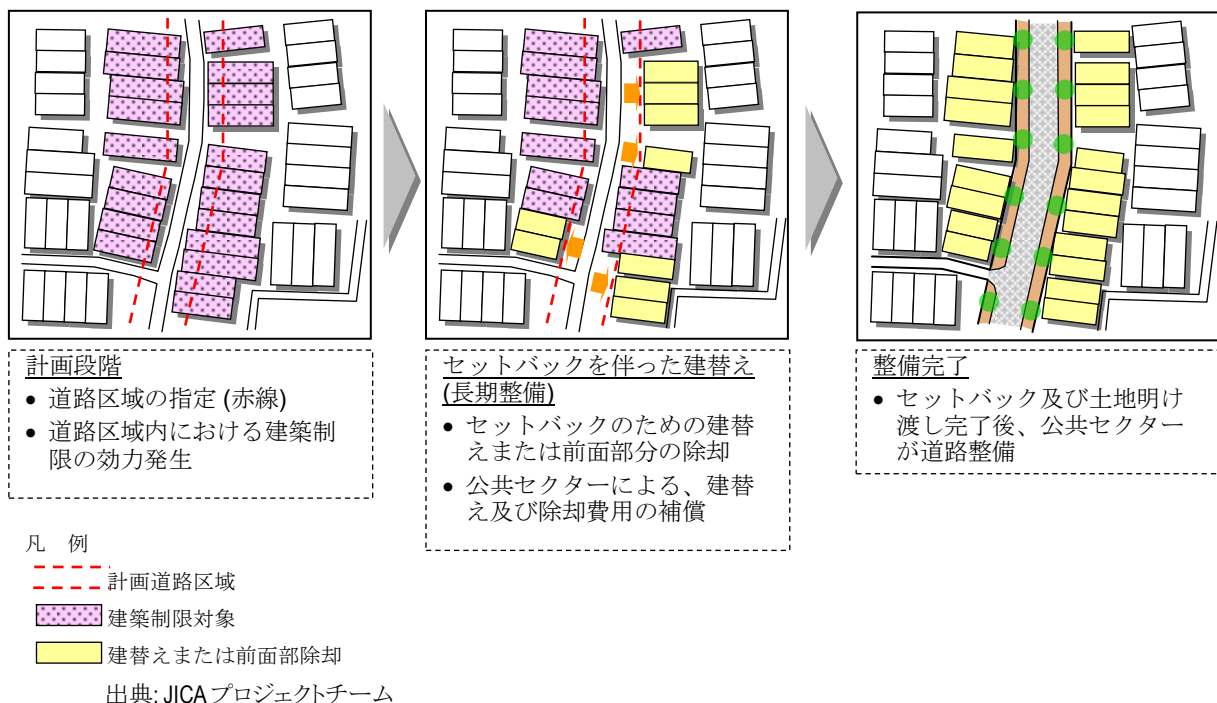 計画段階
• 道路区域の指定 (赤線)
• 道路区域内における建築制
限の効力発生
セットバックを伴った建替え
(長期整備)
• セットバックのための建替
えまたは前面部分の除却
• 公共セクターによる、建替
え及び除却費用の補償
整備完了
• セットバック及び土地明け
渡し完了後、公共セクター
が道路整備
凡 例
計画道路区域
建築制限対象
建替えまたは前面部除却
出典: JICA プロジェクトチーム